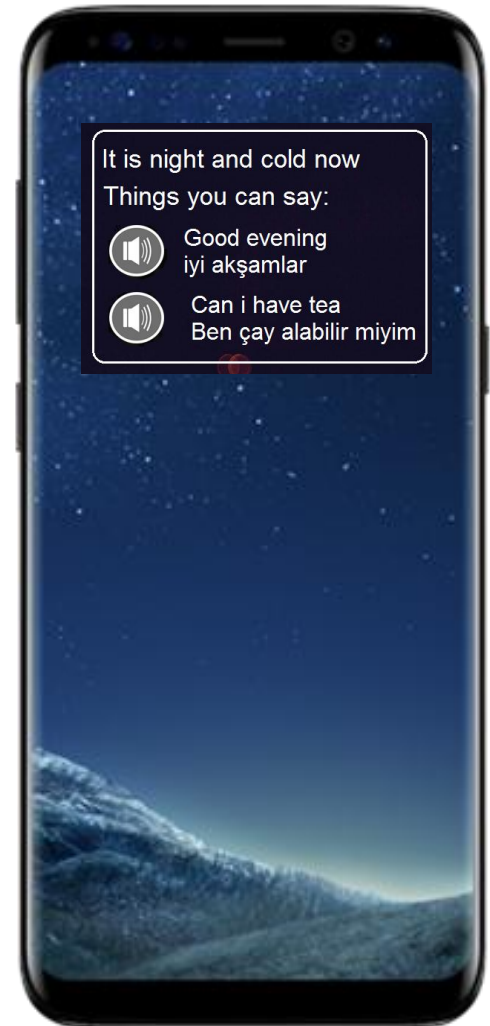 It is night and cold now
Things you can say:
Good evening
iyi akşamlar
Can i have tea
Ben çay alabilir miyim